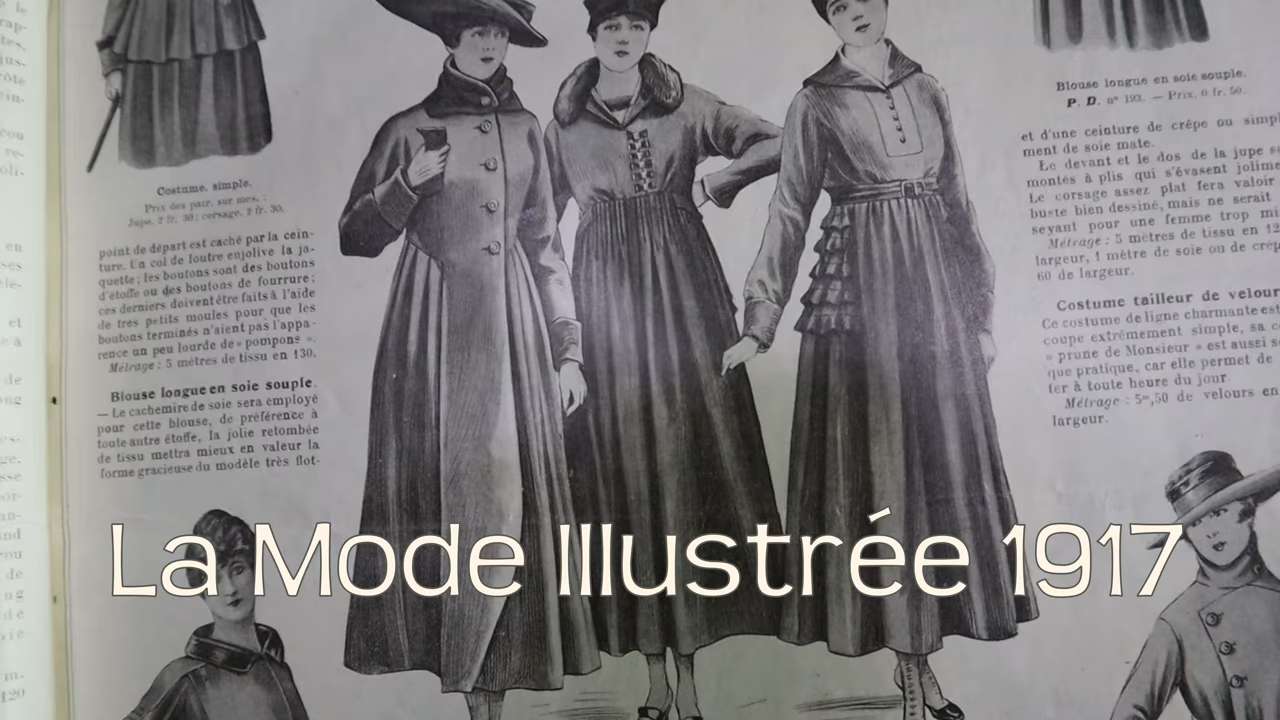 Costume simple.
Prix des patr. sur mes. :
Jupe, 2 fr. 30 ; corsage, 2 fr. 30.
point de départ est caché par la cein-
ture. Un col de loutre enjolive la ja-
quette ; les boutons sont des boutons
d'étoffe ou des boutons de fourrure ;
ces derniers doivent être faits à l'aide
de tres petits moules pour que les
boutons terminés n'aient pas l'appa-
rence un peu lourde de « pompons ».
Métrage : 5 mètres de tissu en 130.
Blouse longue en soie souple.
— Le cachemire de soie sera employé
pour cette blouse, de préférence à
toute autre étoffe, la jolie retombée
de tissu mettra mieux en valeur la
forme gracieuse du modèle très flot-
Blouse longue en soie souple.
P. D. nº 193. — Prix, 0 fr. 50.
et d'une ceinture de crêpe ou simpl
ment de soie mate.
Le devant et le dos de la jupe so
montés à plis qui s'évasent jolime
Le corsage assez plat fera valoir
buste bien dessiné, mais ne serait
seyant pour une femme trop mi
Métrage : 5 mètres de tissu en 12
largeur, 1 mètre de soie ou de crêp
60 de largeur.
Costume tailleur de velour
Ce costume de ligne charmante est
coupe extrêmement simple, sa c
« prune de Monsieur » est aussi s
que pratique, car elle permet de
ter à toute heure du jour.
Métrage : 5ᵐ,50 de velours en
largeur.
La Mode Illustrée 1917